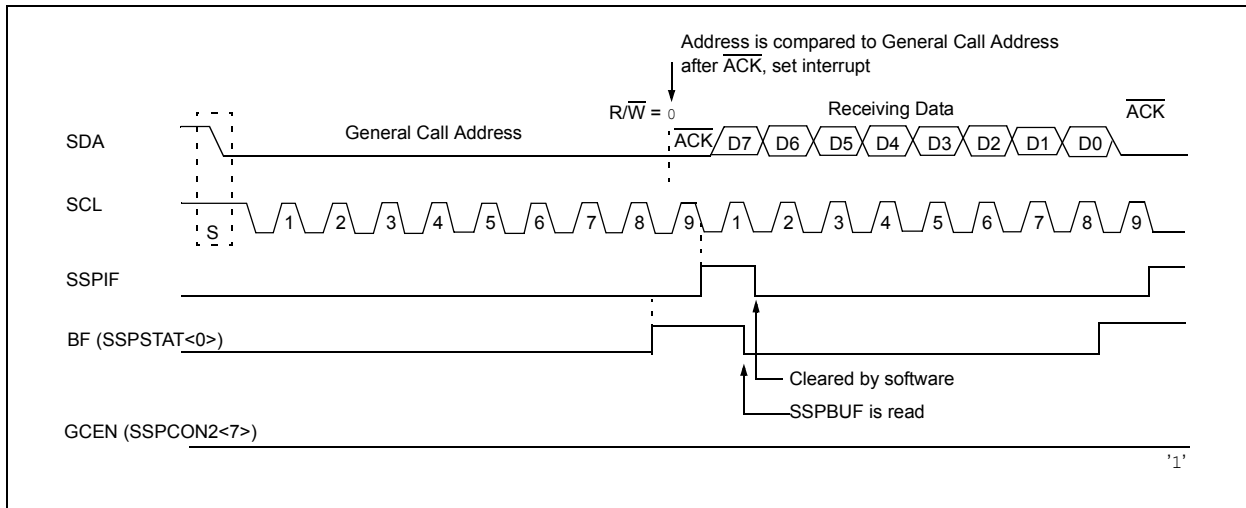 Address is compared to General Call Address
after A̅C̅K̅, set interrupt
R/W̅ = 0
Receiving Data
A̅C̅K̅
General Call Address
SDA
A̅C̅K̅ D7 D6 D5 D4 D3 D2 D1 D0
SCL
S
1 2 3 4 5 6 7 8 9 1 2 3 4 5 6 7 8 9
SSPIF
BF (SSPSTAT<0>)
Cleared by software
SSPBUF is read
GCEN (SSPCON2<7>)
'1'